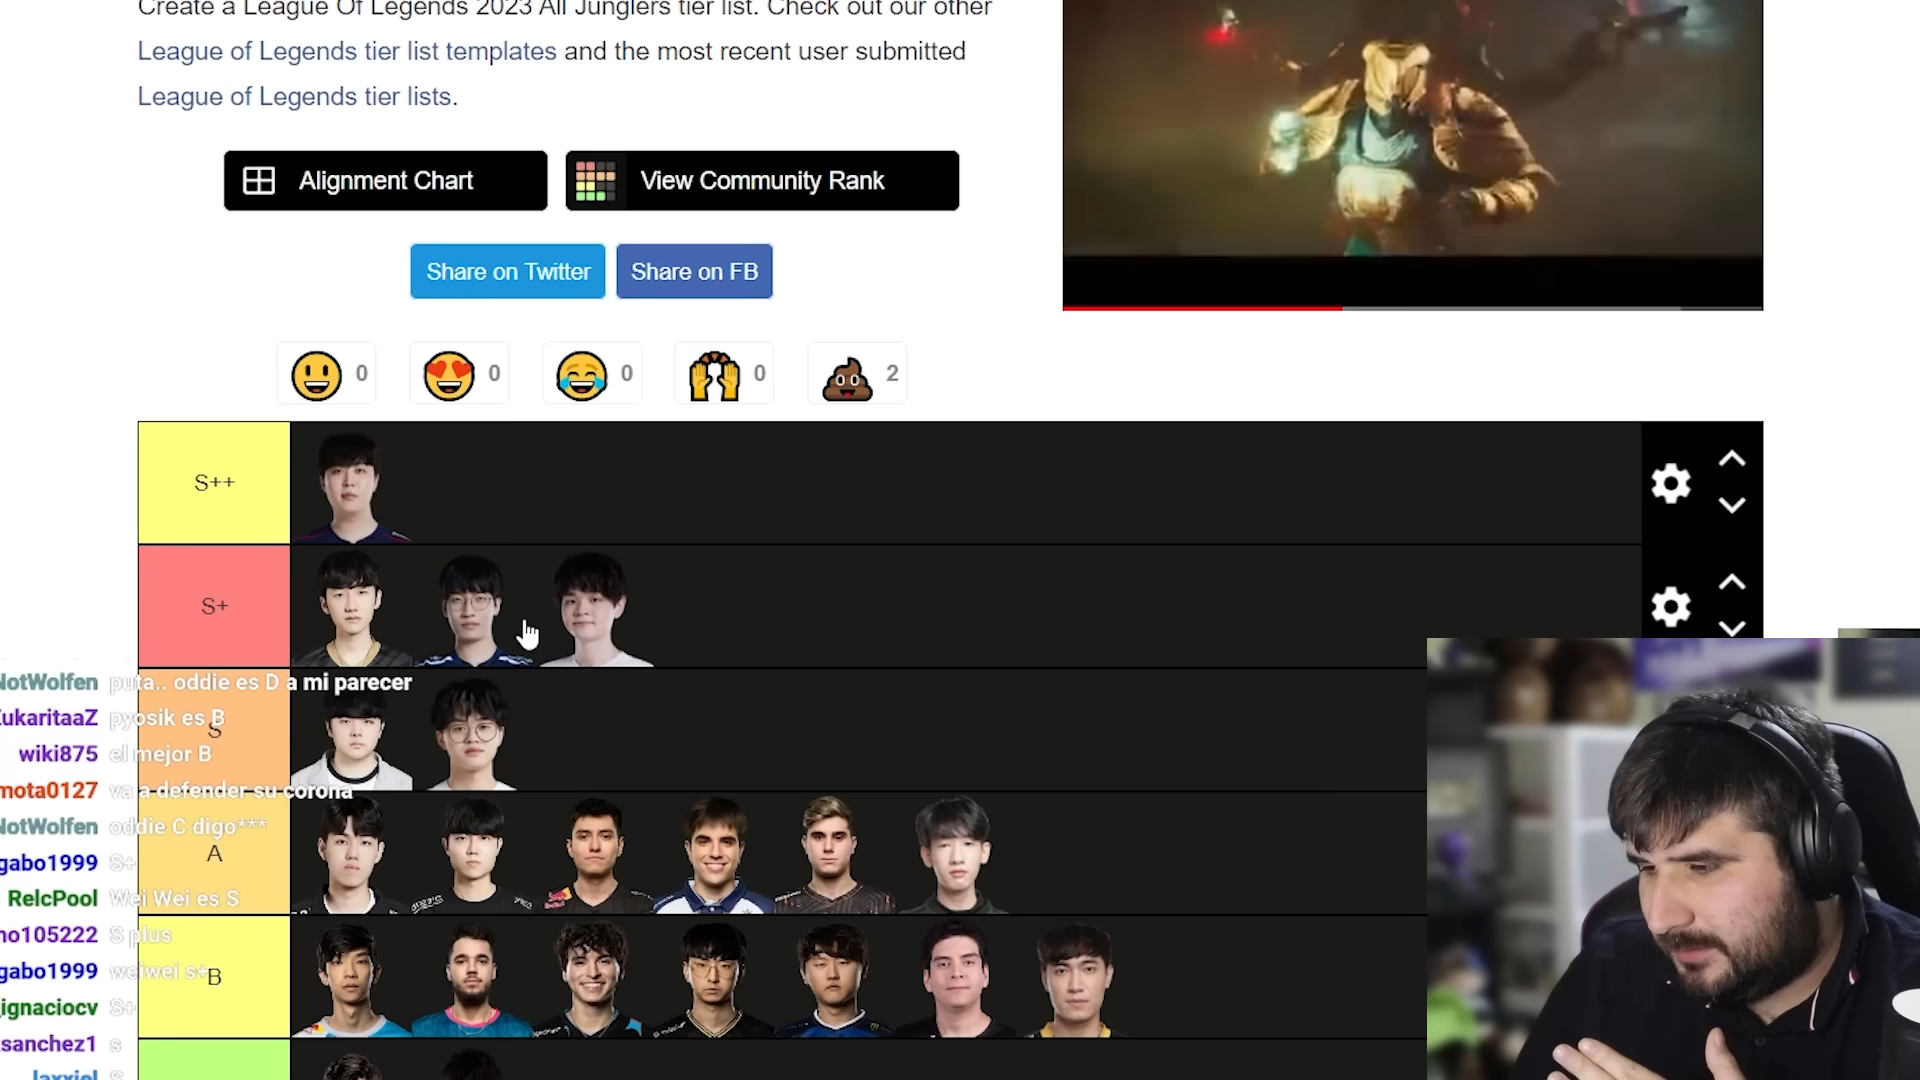 Create a League Of Legends 2023 All Junglers tier list. Check out our other
League of Legends tier list templates and the most recent user submitted
League of Legends tier lists.
Alignment Chart
View Community Rank
Share on Twitter
Share on FB
0
0
0
0
2
S++
S+
S
A
B
NotWolfen puta.. oddie es D a mi parecer
ukaritaaZ pyosik es B
wiki875 el mejor B
mota0127 va a defender su corona
NotWolfen oddie C digo***
gabo1999 S+
RelcPool Wei Wei es S
no105222 S plus
gabo1999 weiwei s+
ignaciocv S+
sanchez1 s
laxxiel S